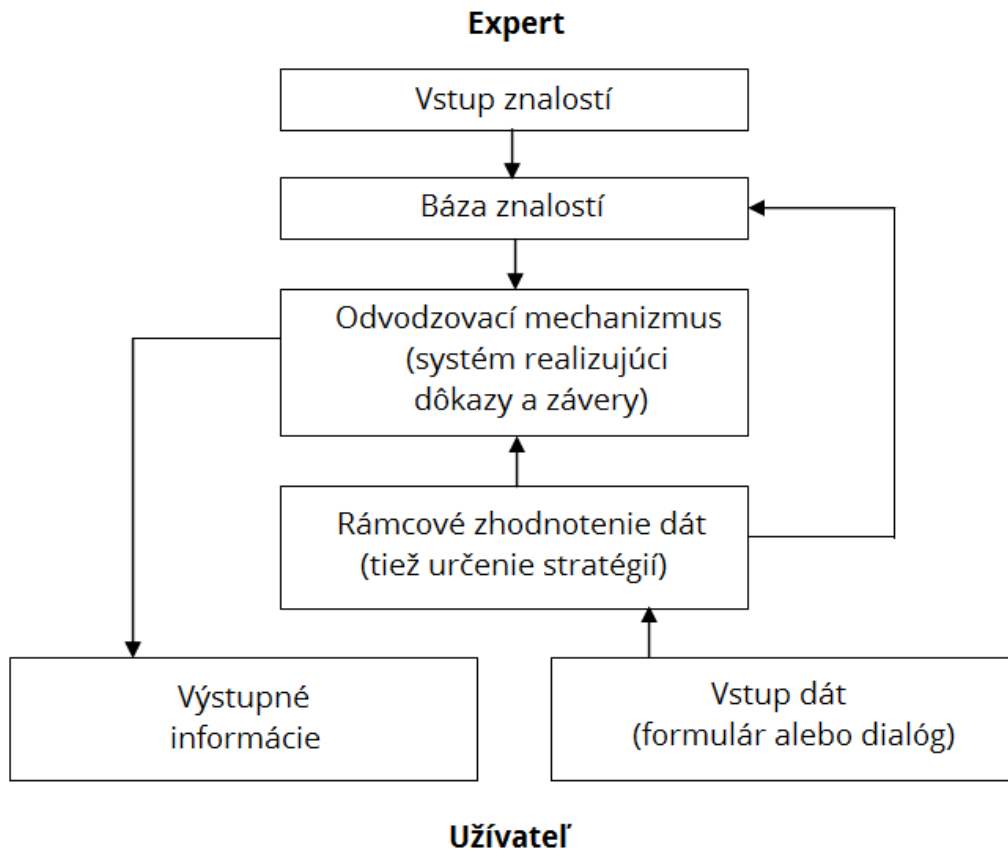 Expert
Vstup znalostí
Báza znalostí
Odvodzovací mechanizmus
(systém realizujúci
dôkazy a závery)
Rámcové zhodnotenie dát
(tiež určenie stratégií)
Výstupné
informácie
Vstup dát
(formulár alebo dialóg)
Užívateľ